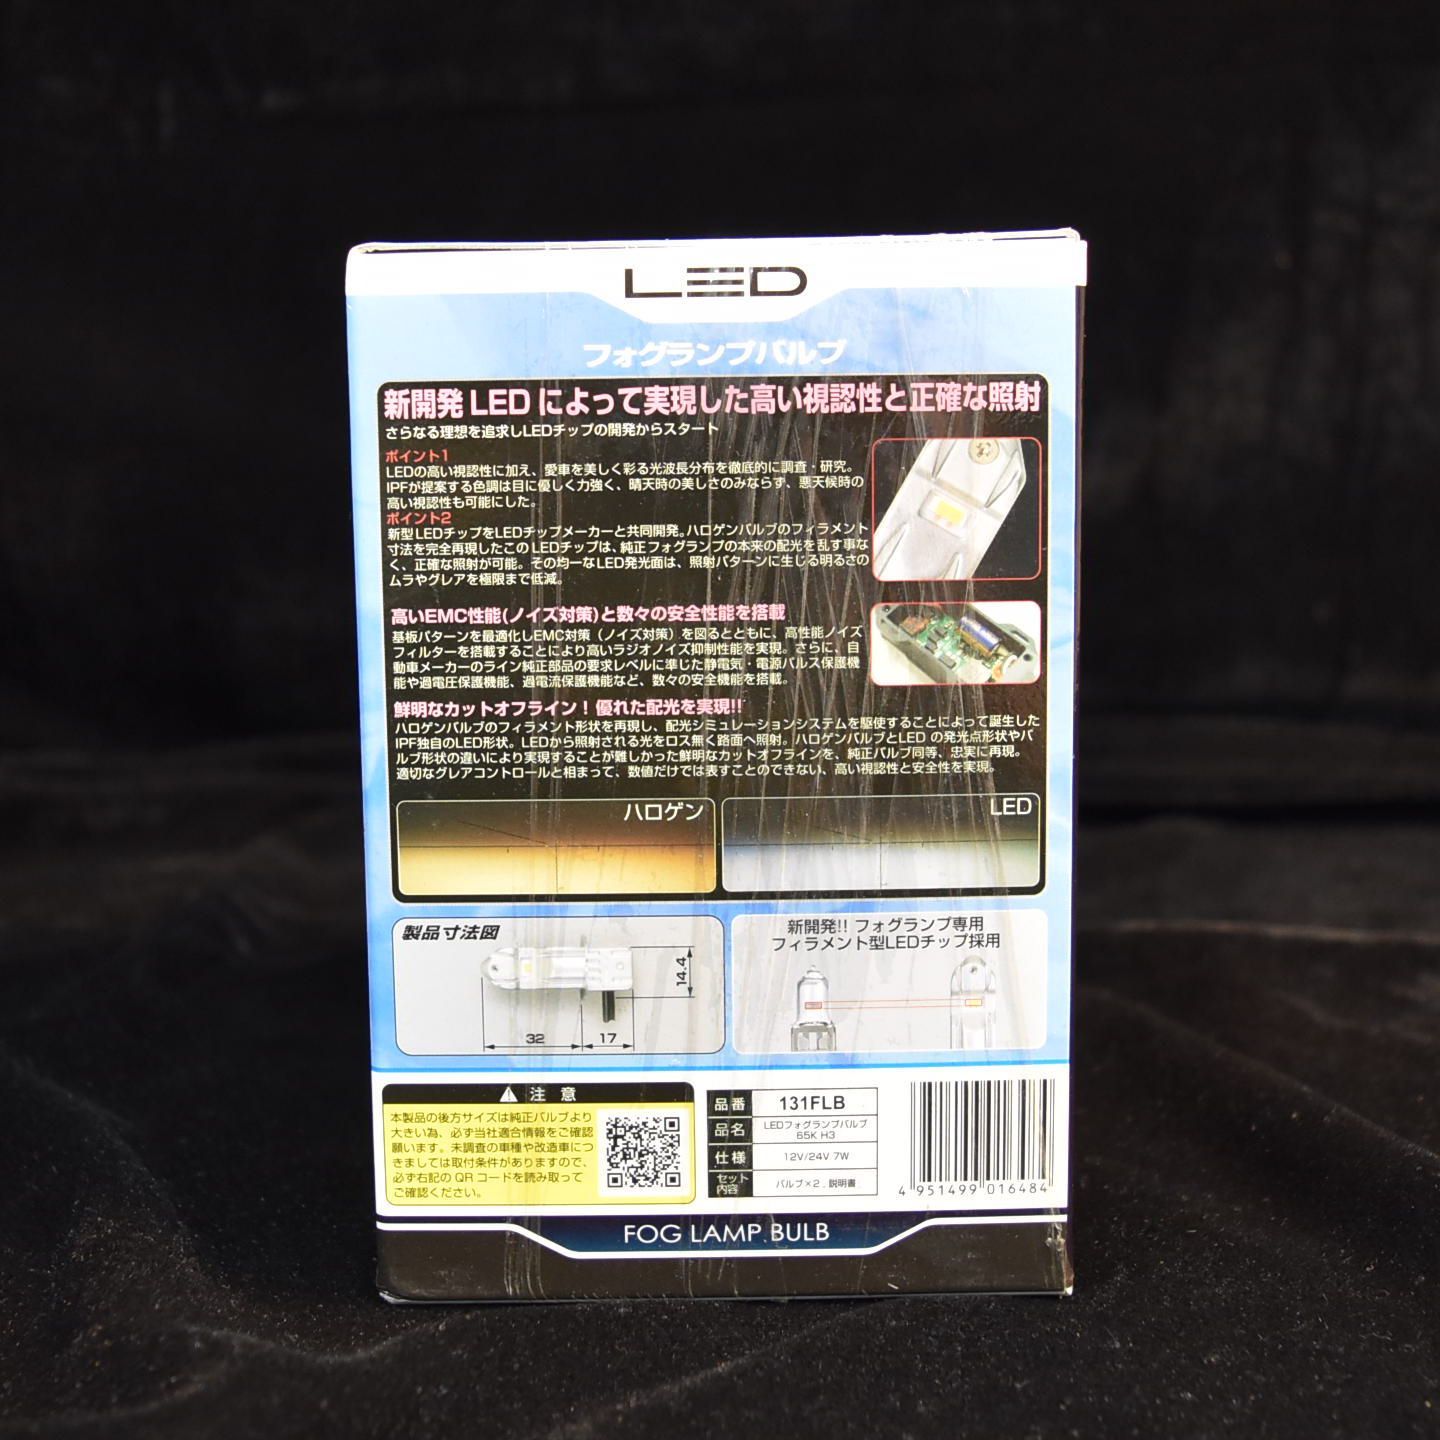 LED
フォグランプバルブ
新開発 LED によって実現した高い視認性と正確な照射
さらなる理想を追求しLEDチップの開発からスタート
ポイント1
LEDの高い視認性に加え、愛車を美しく彩る光波長分布を徹底的に調査・研究。
IPFが提案する色調は目に優しく力強く、晴天時の美しさのみならず、悪天候時の
高い視認性も可能にした。
ポイント2
新型LEDチップをLEDチップメーカーと共同開発。ハロゲンバルブのフィラメント
寸法を完全再現したこの LEDチップは、純正フォグランプの本来の配光を乱す事な
く、正確な照射が可能。その均一なLED発光面は、照射パターンに生じる明るさの
ムラやグレアを極限まで低減。
高いEMC性能(ノイズ対策)と数々の安全性能を搭載
基板パターンを最適化しEMC対策（ノイズ対策）を図るとともに、高性能ノイズ
フィルターを搭載することにより高いラジオノイズ抑制性能を実現。さらに、自
動車メーカーのライン純正部品の要求レベルに準じた静電気・電源パルス保護機
能や過電圧保護機能、過電流保護機能など、数々の安全機能を搭載。
鮮明なカットオフライン！優れた配光を実現!!
ハロゲンバルブのフィラメント形状を再現し、配光シミュレーションシステムを駆使することによって誕生した
IPF独自のLED形状。LEDから照射される光をロス無く路面へ照射。ハロゲンバルブとLED の発光点形状やバ
ルブ形状の違いにより実現することが難しかった鮮明なカットオフラインを、純正バルブ同等、忠実に再現。
適切なグレアコントロールと相まって、数値だけでは表すことのできない、高い視認性と安全性を実現。
ハロゲン
LED
製品寸法図
14.4
32
17
新開発!! フォグランプ専用
フィラメント型LEDチップ採用
注 意
本製品の後方サイズは純正バルブより
大きい為、必ず当社適合情報をご確認
願います。未調査の車種や改造車につ
きましては取付条件がありますので、
必ず右記の QR コードを読み取って
ご確認ください。
品番 131FLB
品名 LEDフォグランプバルブ
65K H3
仕様 12V/24V 7W
セット
内容 バルブ×2 , 説明書
4 951499 016484
FOG LAMP BULB